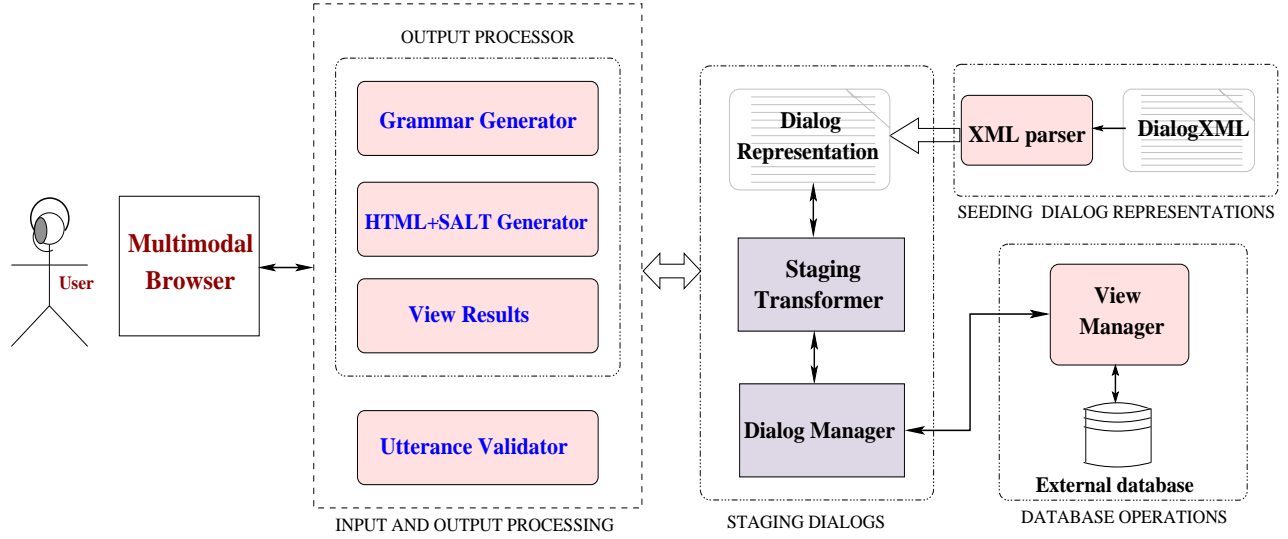 OUTPUT PROCESSOR
Grammar Generator
HTML+SALT Generator
View Results
Utterance Validator
INPUT AND OUTPUT PROCESSING
User
Multimodal
Browser
Dialog
Representation
Staging
Transformer
Dialog Manager
STAGING DIALOGS
XML parser
DialogXML
SEEDING DIALOG REPRESENTATIONS
View
Manager
External database
DATABASE OPERATIONS